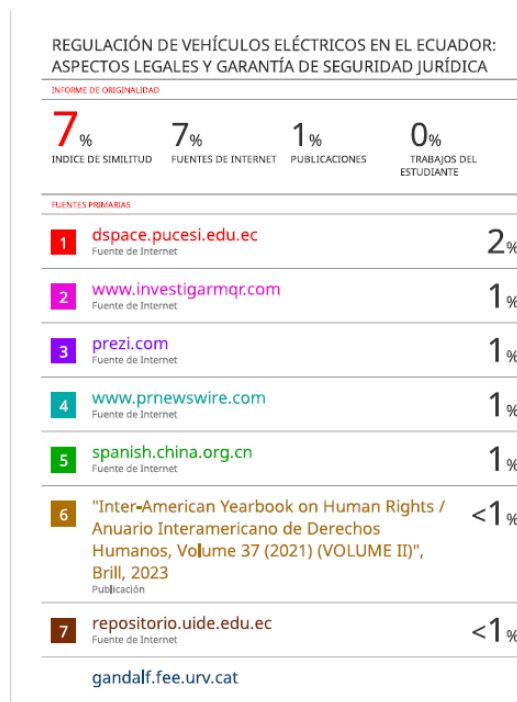 REGULACIÓN DE VEHÍCULOS ELÉCTRICOS EN EL ECUADOR:
ASPECTOS LEGALES Y GARANTÍA DE SEGURIDAD JURÍDICA
INFORME DE ORIGINALIDAD
7%
INDICE DE SIMILITUD
7%
FUENTES DE INTERNET
1%
PUBLICACIONES
0%
TRABAJOS DEL
ESTUDIANTE
FUENTES PRIMARIAS
1 dspace.pucesi.edu.ec 2%
Fuente de Internet
2 www.investigarmqr.com 1%
Fuente de Internet
3 prezi.com 1%
Fuente de Internet
4 www.prnewswire.com 1%
Fuente de Internet
5 spanish.china.org.cn 1%
Fuente de Internet
6 "Inter-American Yearbook on Human Rights / <1%
Anuario Interamericano de Derechos
Humanos, Volume 37 (2021) (VOLUME II)",
Brill, 2023
Publicación
7 repositorio.uide.edu.ec <1%
Fuente de Internet
gandalf.fee.urv.cat